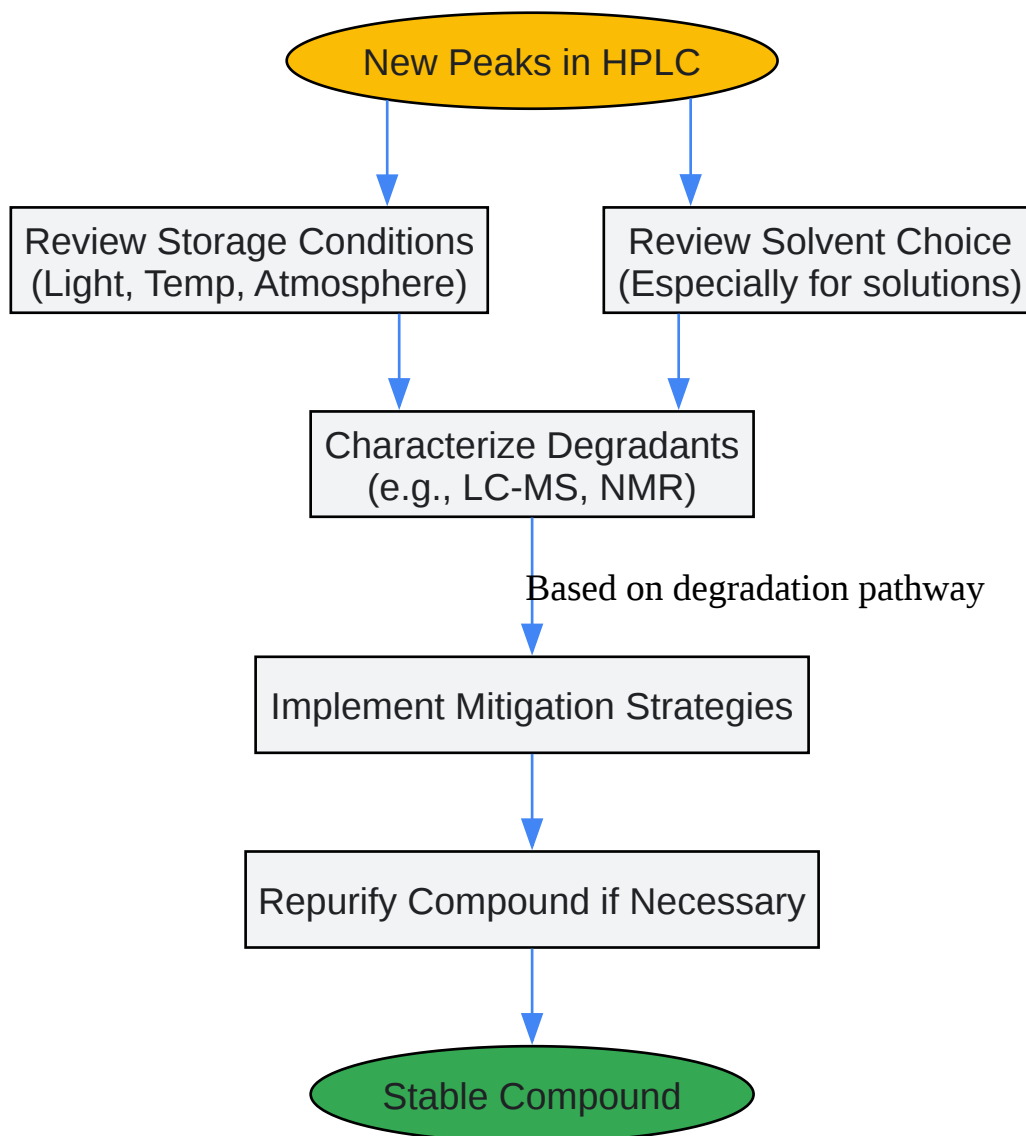 New Peaks in HPLC
Review Storage Conditions
(Light, Temp, Atmosphere)
Review Solvent Choice
(Especially for solutions)
Characterize Degradants
(e.g., LC-MS, NMR)
Based on degradation pathway
Implement Mitigation Strategies
Repurify Compound if Necessary
Stable Compound